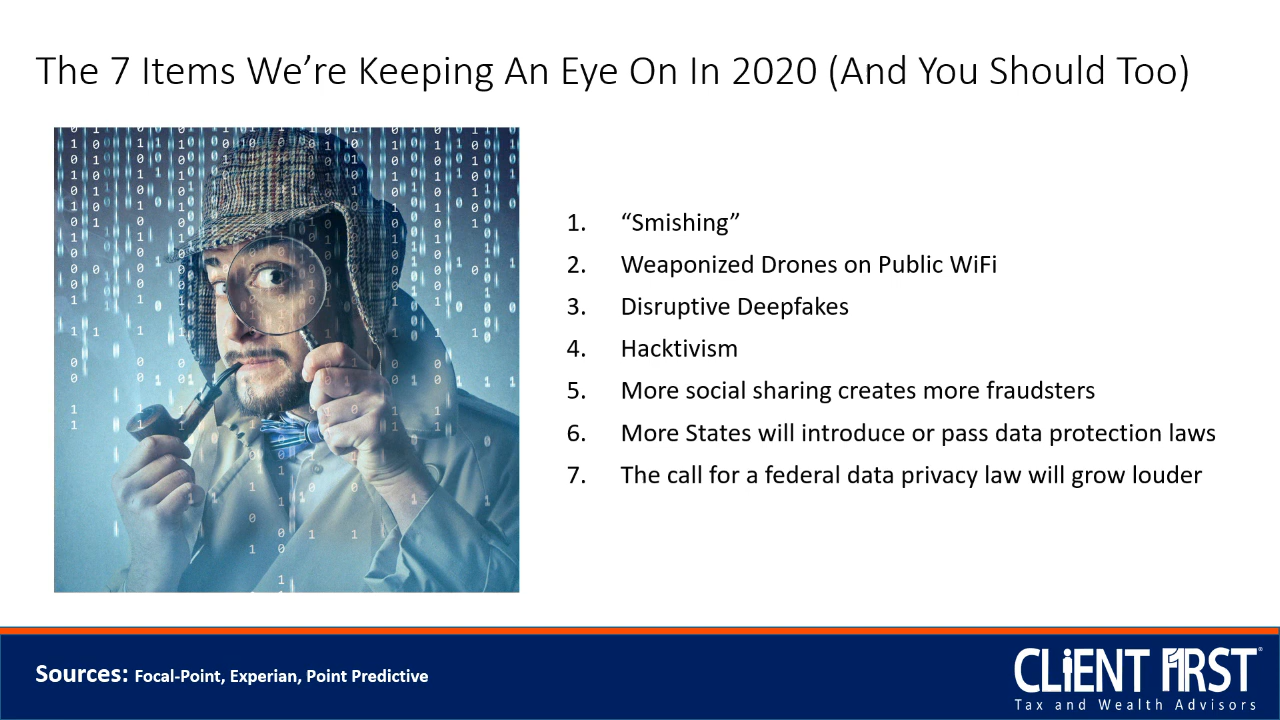 The 7 Items We’re Keeping An Eye On In 2020 (And You Should Too)
1. “Smishing”
2. Weaponized Drones on Public WiFi
3. Disruptive Deepfakes
4. Hacktivism
5. More social sharing creates more fraudsters
6. More States will introduce or pass data protection laws
7. The call for a federal data privacy law will grow louder
Sources: Focal-Point, Experian, Point Predictive
CLiENT FiRST®
Tax and Wealth Advisors